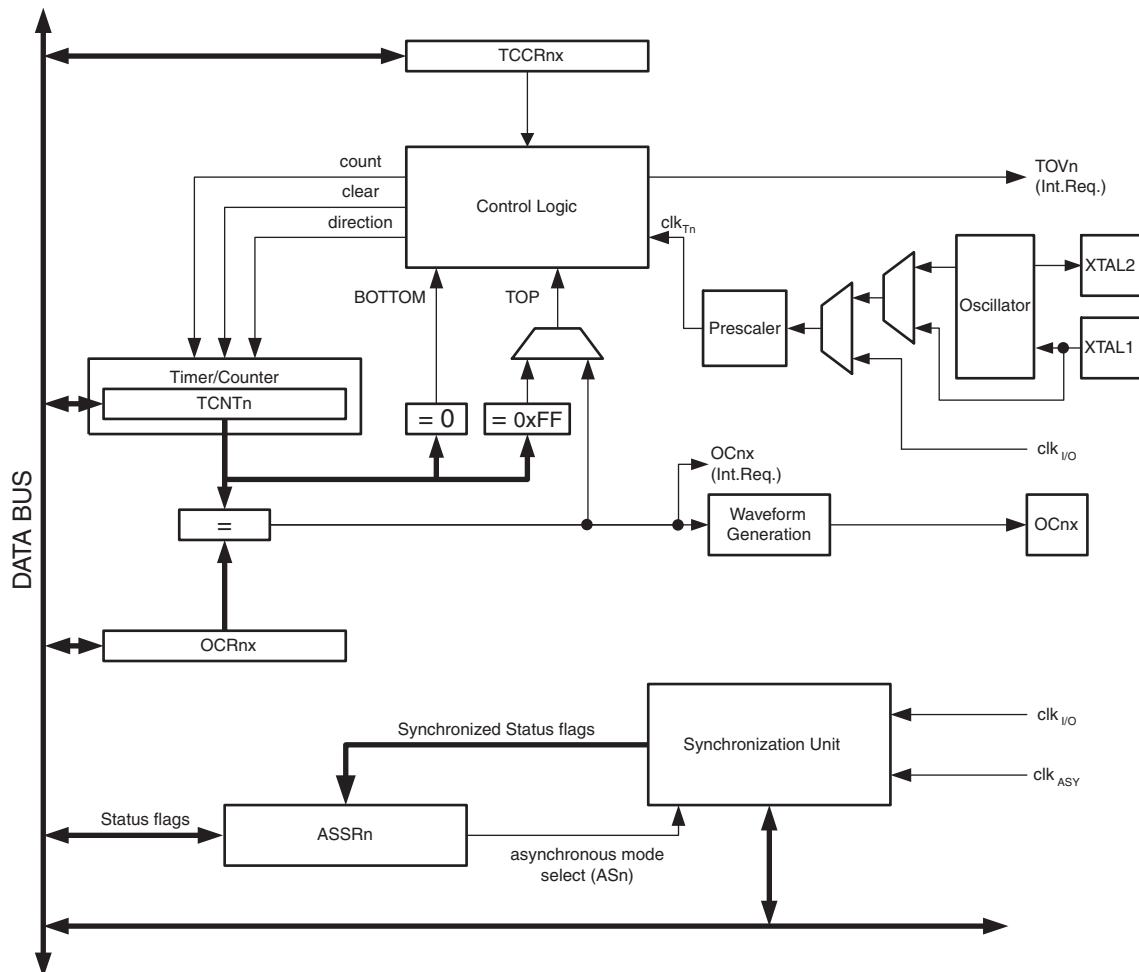 TCCRnx
count
clear
direction
Control Logic
TOVn
(Int.Req.)
clkTn
BOTTOM
TOP
Prescaler
Oscillator
XTAL2
XTAL1
Timer/Counter
TCNTn
= 0
= 0xFF
clkI/O
OCnx
(Int.Req.)
=
Waveform
Generation
OCnx
DATA BUS
OCRnx
Synchronized Status flags
Synchronization Unit
clkI/O
clkASY
Status flags
ASSRn
asynchronous mode
select (ASn)